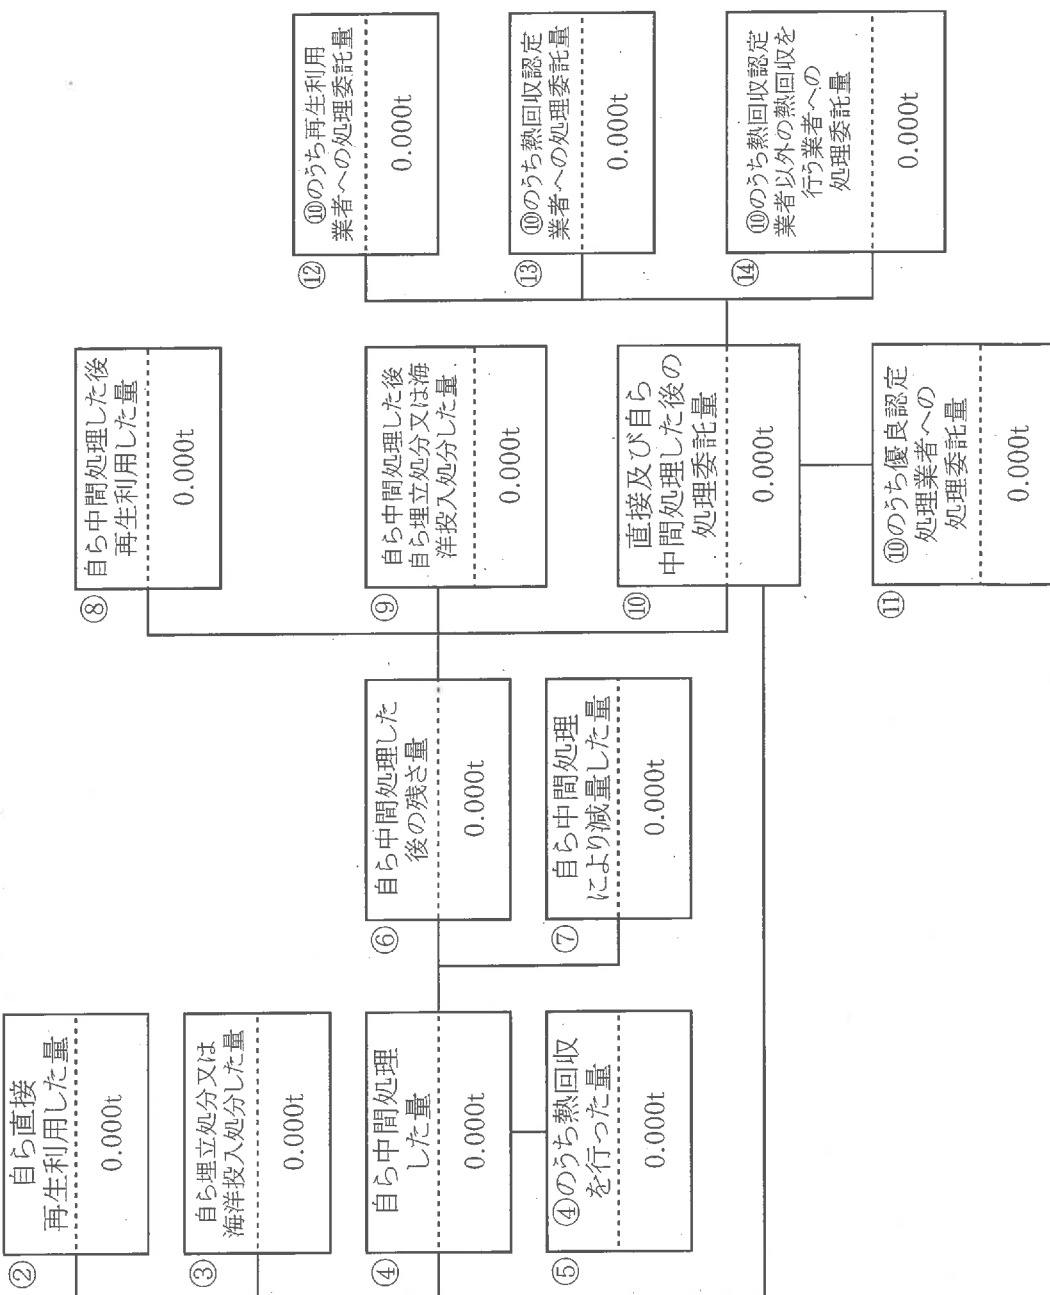 ②
自ら直接
再生利用した量
0.000t
③
自ら埋立処分又は
海洋投入処分した量
0.000t
④
自ら中間処理
した量
0.000t
⑤
④のうち熱回収
を行った量
0.000t
⑥
自ら中間処理した
後の残さ量
0.000t
⑦
自ら中間処理
により減量した量
0.000t
⑧
自ら中間処理した後
再生利用した量
0.000t
⑨
自ら中間処理した後
自ら埋立処分又は海
洋投入処分した量
0.000t
⑩
直接及び自ら
中間処理した後の
処理委託量
0.000t
⑪
⑩のうち優良認定
処理業者への
処理委託量
0.000t
⑫
⑩のうち再生利用
業者への処理委託量
0.000t
⑬
⑩のうち熱回収認定
業者への処理委託量
0.000t
⑭
⑩のうち熱回収認定
業者以外の熱回収を
行う業者への
処理委託量
0.000t